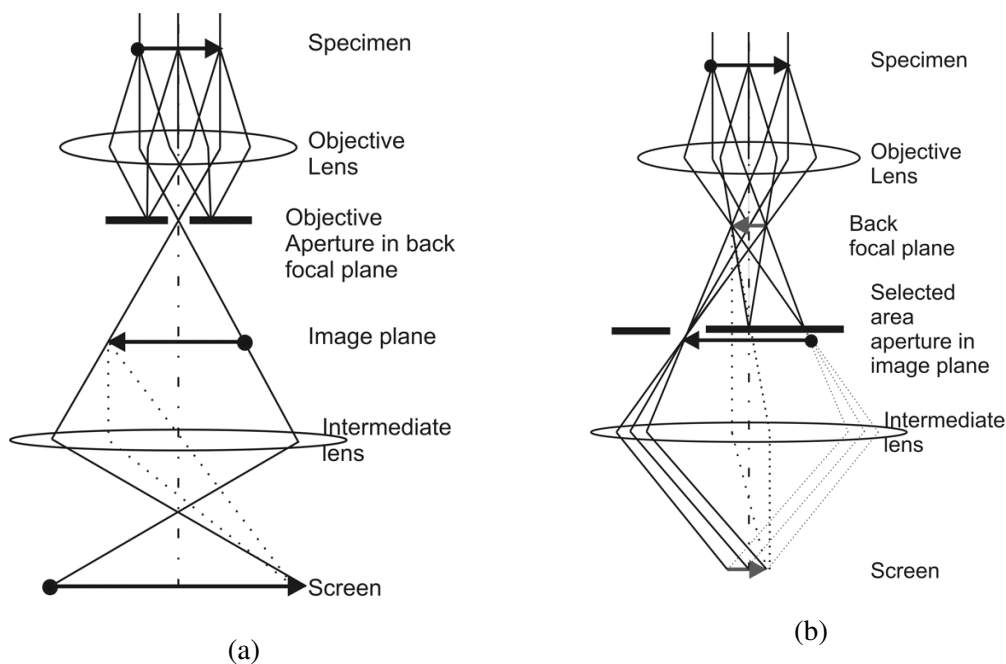 Specimen
Objective
Lens
Objective
Aperture in back
focal plane
Image plane
Intermediate
lens
Screen
(a)
Specimen
Objective
Lens
Back
focal plane
Selected
area
aperture in
image plane
Intermediate
lens
Screen
(b)